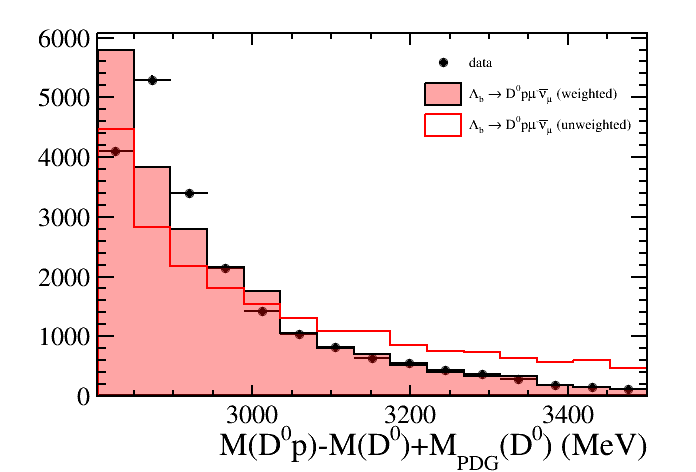 6000
5000
4000
3000
2000
1000
0
data
Λb → D⁰pμ ν̄μ (weighted)
Λb → D⁰pμ ν̄μ (unweighted)
3000 3200 3400
M(D⁰p)-M(D⁰)+M_PDG(D⁰) (MeV)